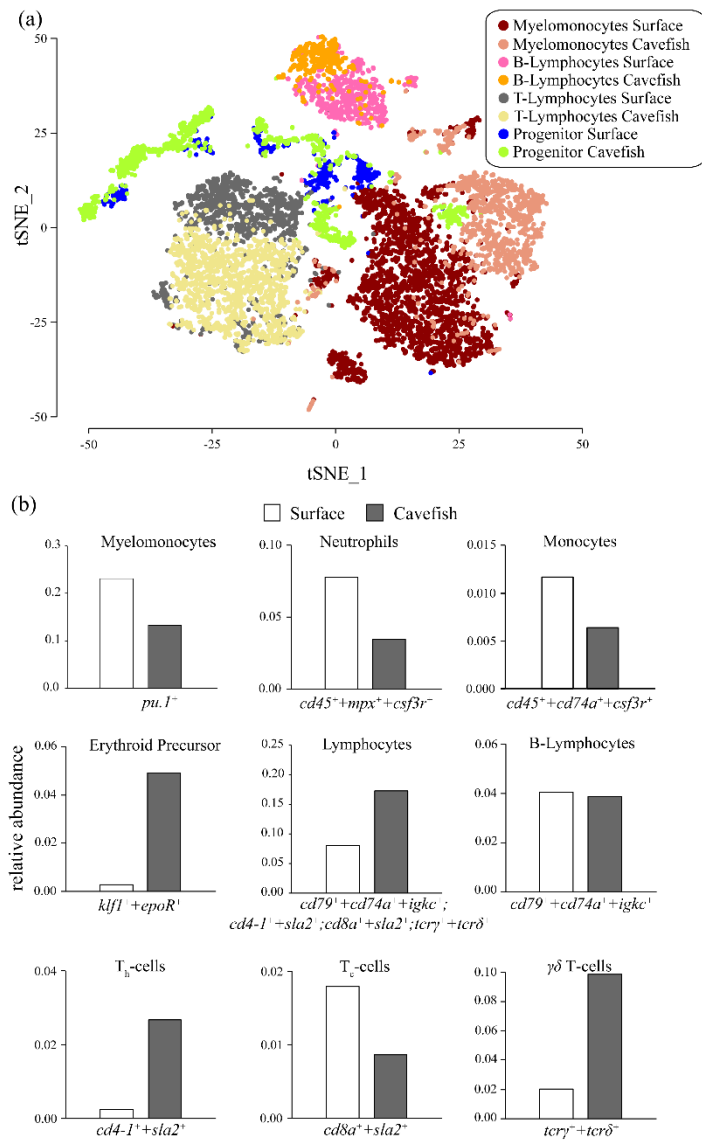 (a)
Myelomonocytes Surface
Myelomonocytes Cavefish
B-Lymphocytes Surface
B-Lymphocytes Cavefish
T-Lymphocytes Surface
T-Lymphocytes Cavefish
Progenitor Surface
Progenitor Cavefish
50
25
0
-25
-50
tSNE_2
-50 -25 0 25 50
tSNE_1
(b)
Surface Cavefish
relative abundance
Myelomonocytes Neutrophils Monocytes
0.3 0.10 0.015
0.2 0.010
0.05
0.1 0.005
0.0 0.00 0.000
pu.1⁺ cd45⁺+mpx⁺+csf3r⁺ cd45⁺+cd74a⁺+csf3r⁺
Erythroid Precursor Lymphocytes B-Lymphocytes
0.06 0.25 0.06
0.20
0.04 0.15 0.04
0.10
0.02 0.02
0.05
0.00 0.00 0.00
klf1⁺+epoR⁺ cd79⁺+cd74a⁺+igkc⁺; cd79⁺+cd74a⁺+igkc⁺
cd4-1⁺+sla2⁺;cd8a⁺+sla2⁺;tcrγ⁺+tcrδ⁺
Tₕ-cells T꜀-cells γδ T-cells
0.04 0.02 0.10
0.08
0.06
0.02 0.01
0.04
0.02
0.00 0.00 0.00
cd4-1⁺+sla2⁺ cd8a⁺+sla2⁺ tcrγ⁺+tcrδ⁺